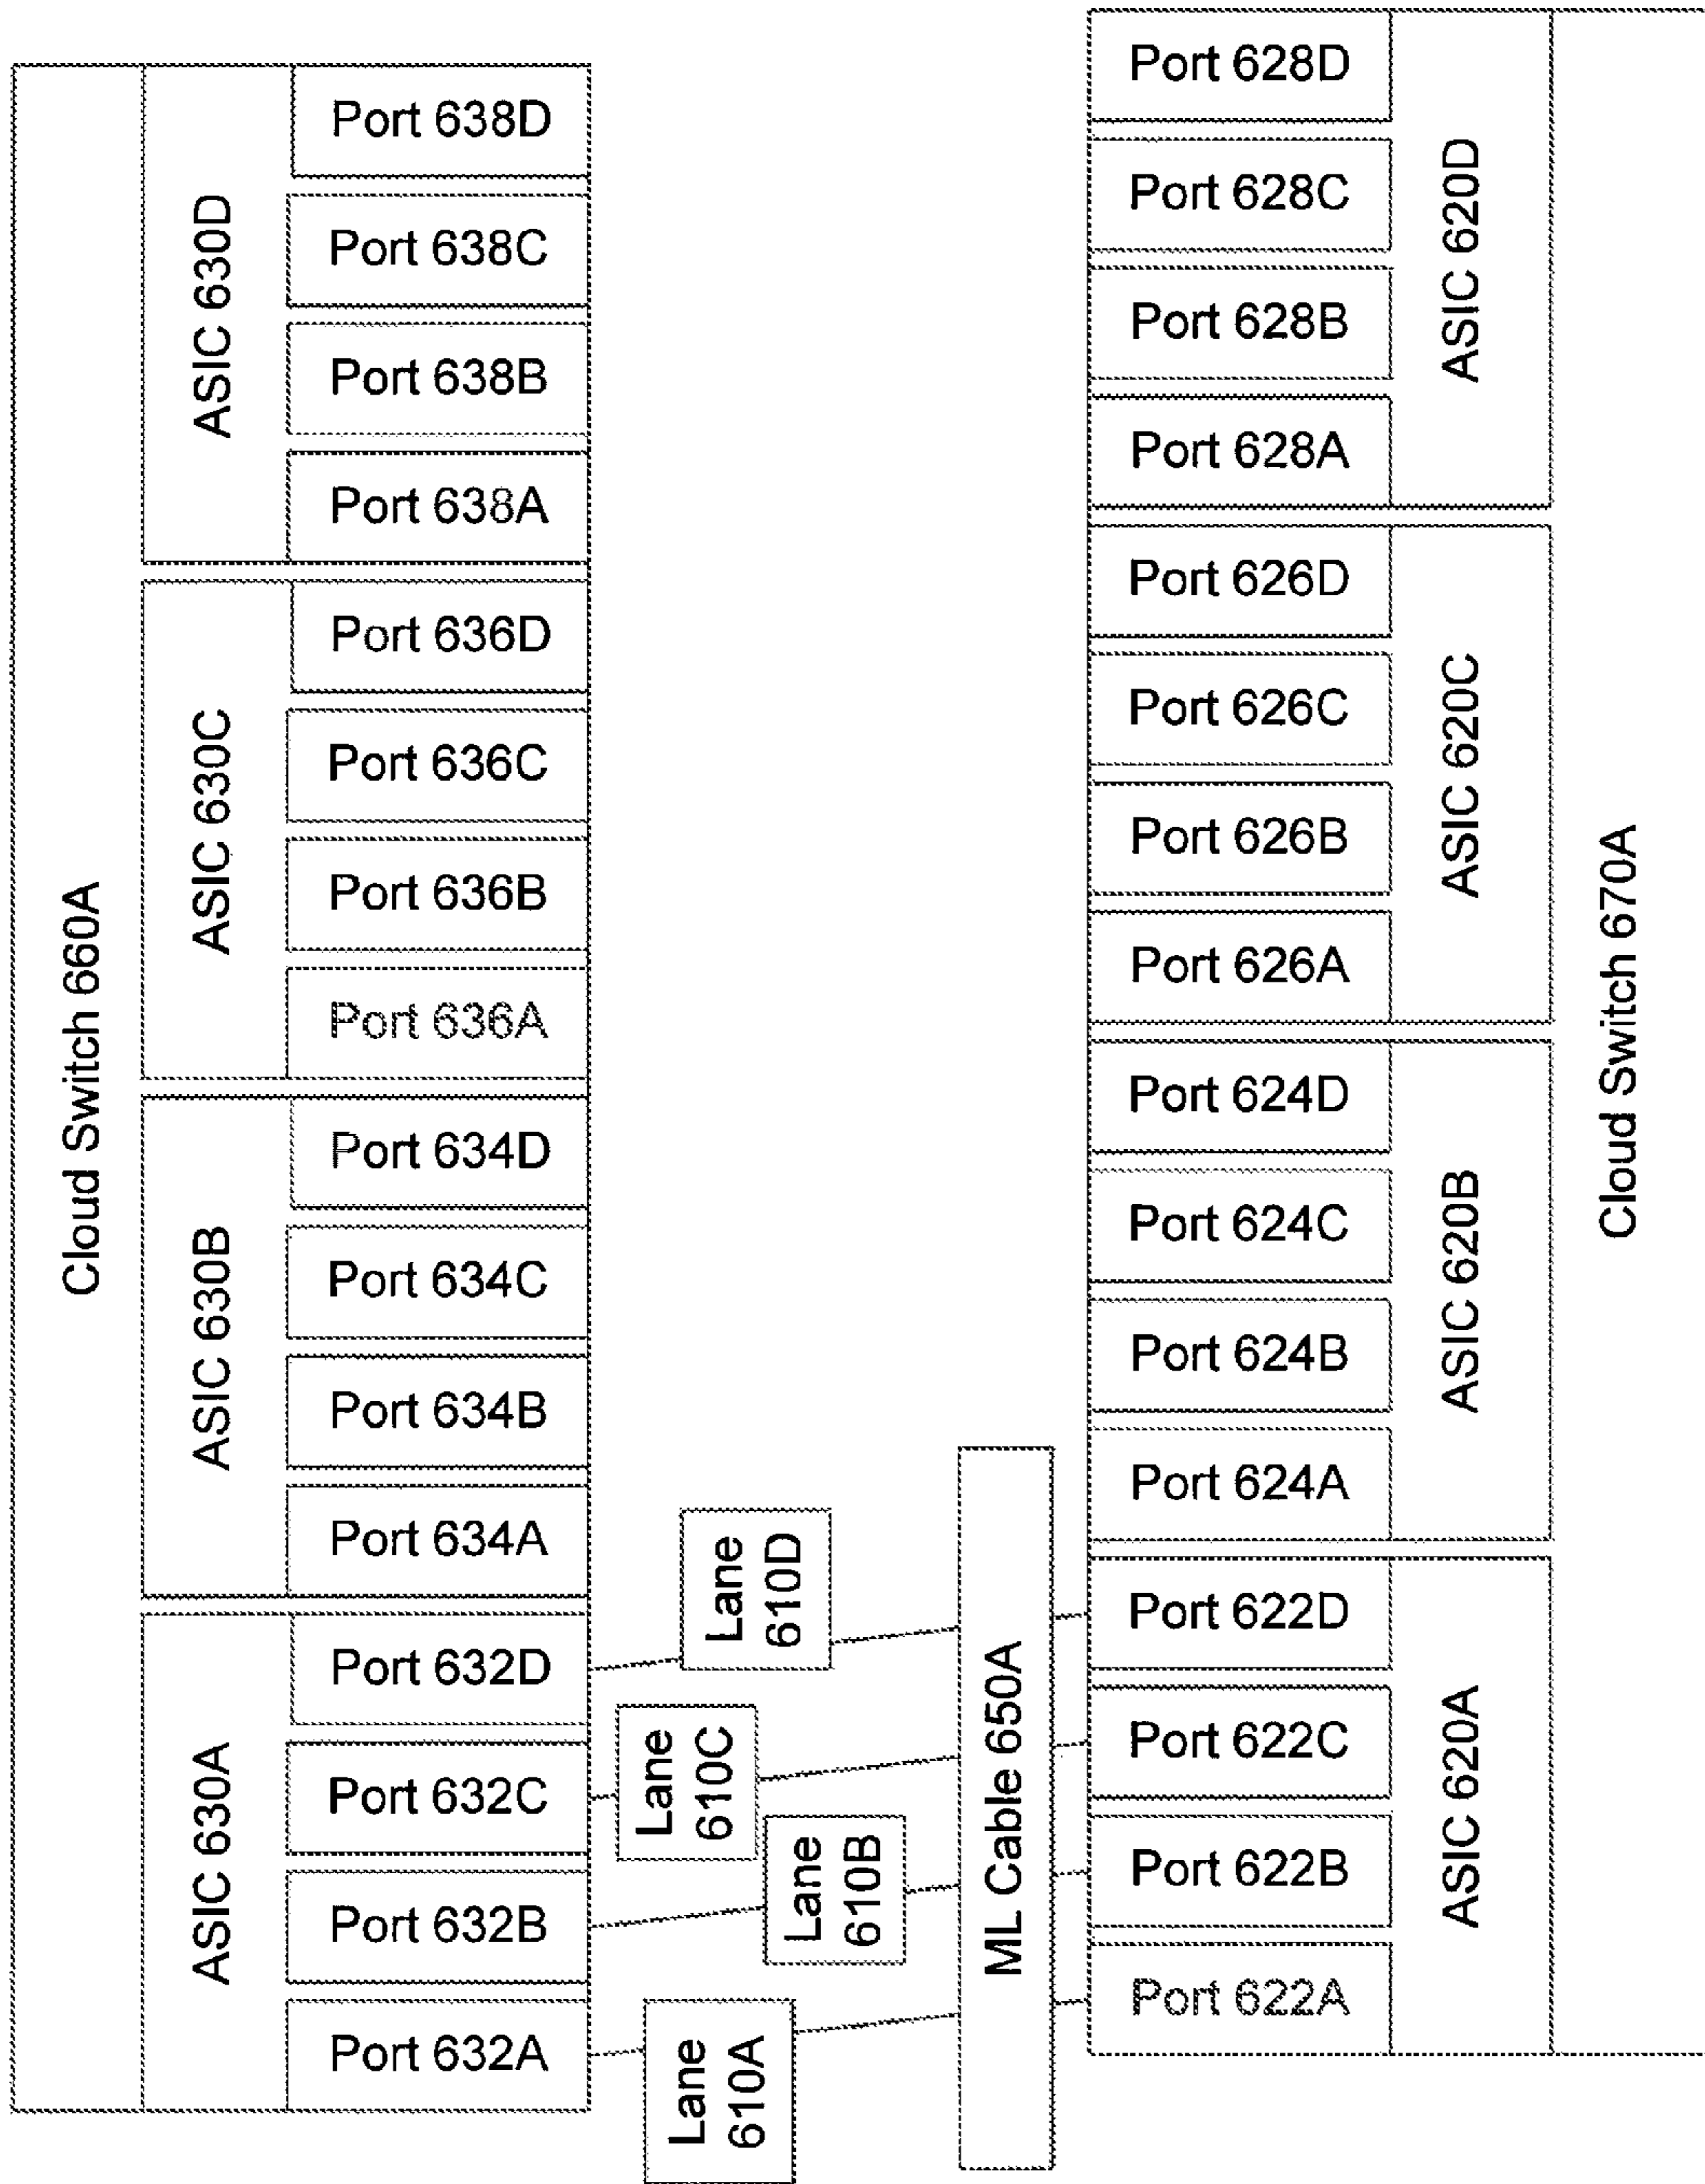 Cloud Switch 660A
ASIC 630D
Port 638D
Port 638C
Port 638B
Port 638A
ASIC 630C
Port 636D
Port 636C
Port 636B
Port 636A
ASIC 630B
Port 634D
Port 634C
Port 634B
Port 634A
ASIC 630A
Port 632D
Port 632C
Port 632B
Port 632A
Lane
610D
Lane
610C
Lane
610B
Lane
610A
ML Cable 650A
Port 628D
Port 628C
Port 628B
Port 628A
ASIC 620D
Port 626D
Port 626C
Port 626B
Port 626A
ASIC 620C
Port 624D
Port 624C
Port 624B
Port 624A
ASIC 620B
Port 622D
Port 622C
Port 622B
Port 622A
ASIC 620A
Cloud Switch 670A